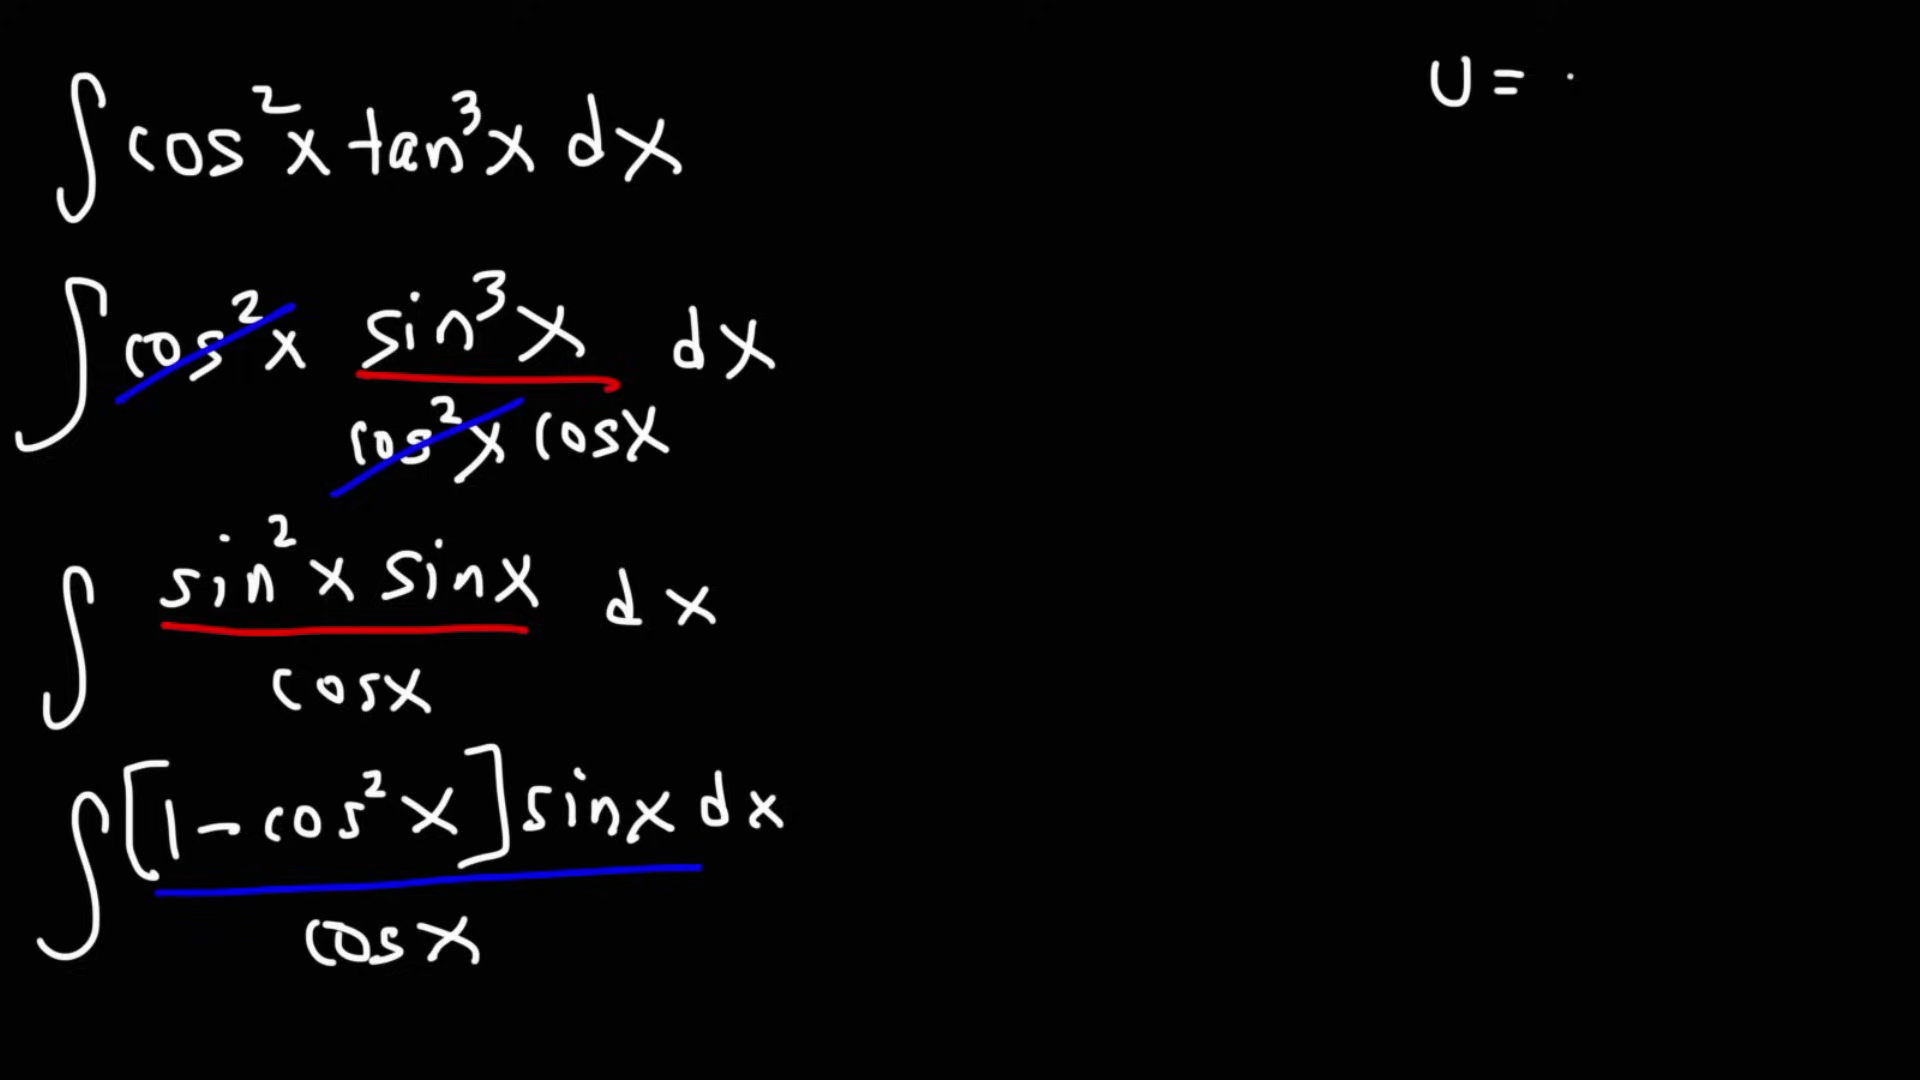 ∫ cos²x tan³x dx
U =
∫ cos²x sin³x / cos²x cosx dx
∫ sin²x sinx / cosx dx
∫ [1 - cos²x] sinx dx / cosx